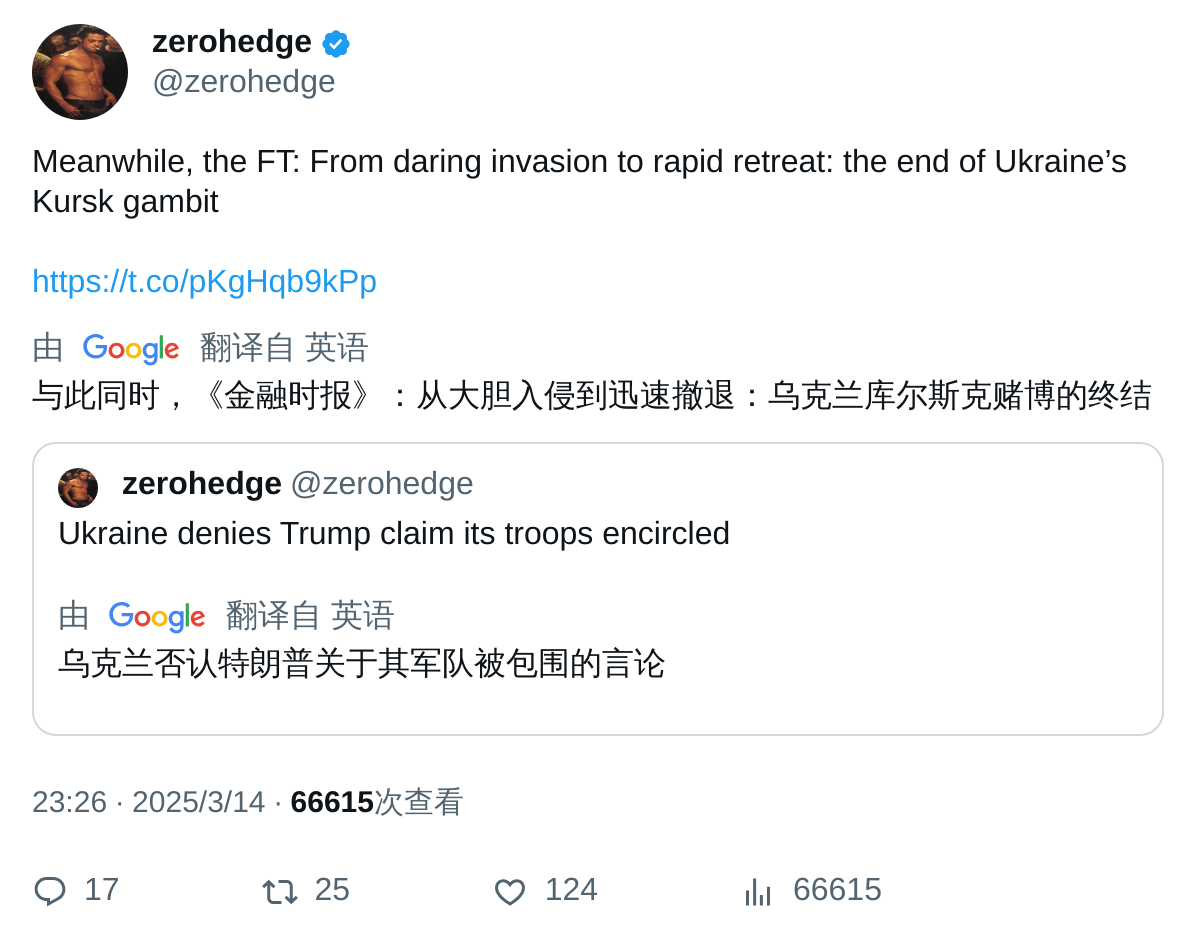 zerohedge
@zerohedge
Meanwhile, the FT: From daring invasion to rapid retreat: the end of Ukraine’s
Kursk gambit
https://t.co/pKgHqb9kPp
由 Google 翻译自 英语
与此同时，《金融时报》：从大胆入侵到迅速撤退：乌克兰库尔斯克赌博的终结
zerohedge @zerohedge
Ukraine denies Trump claim its troops encircled
由 Google 翻译自 英语
乌克兰否认特朗普关于其军队被包围的言论
23:26 · 2025/3/14 · 66615次查看
17 25 124 66615